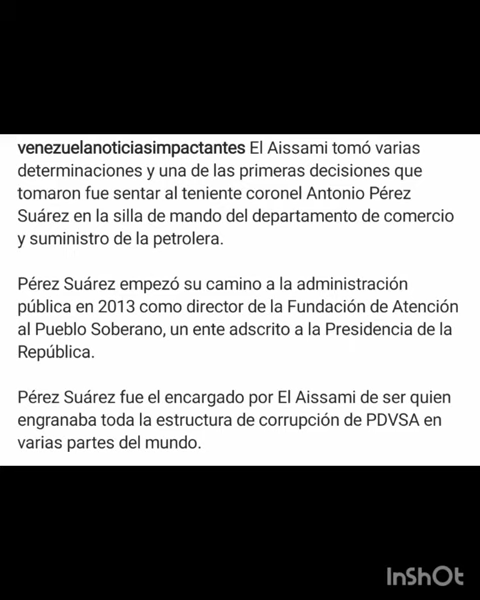 venezuelanoticiasimpactantes El Aissami tomó varias
determinaciones y una de las primeras decisiones que
tomaron fue sentar al teniente coronel Antonio Pérez
Suárez en la silla de mando del departamento de comercio
y suministro de la petrolera.
Pérez Suárez empezó su camino a la administración
pública en 2013 como director de la Fundación de Atención
al Pueblo Soberano, un ente adscrito a la Presidencia de la
República.
Pérez Suárez fue el encargado por El Aissami de ser quien
engranaba toda la estructura de corrupción de PDVSA en
varias partes del mundo.
InShOt